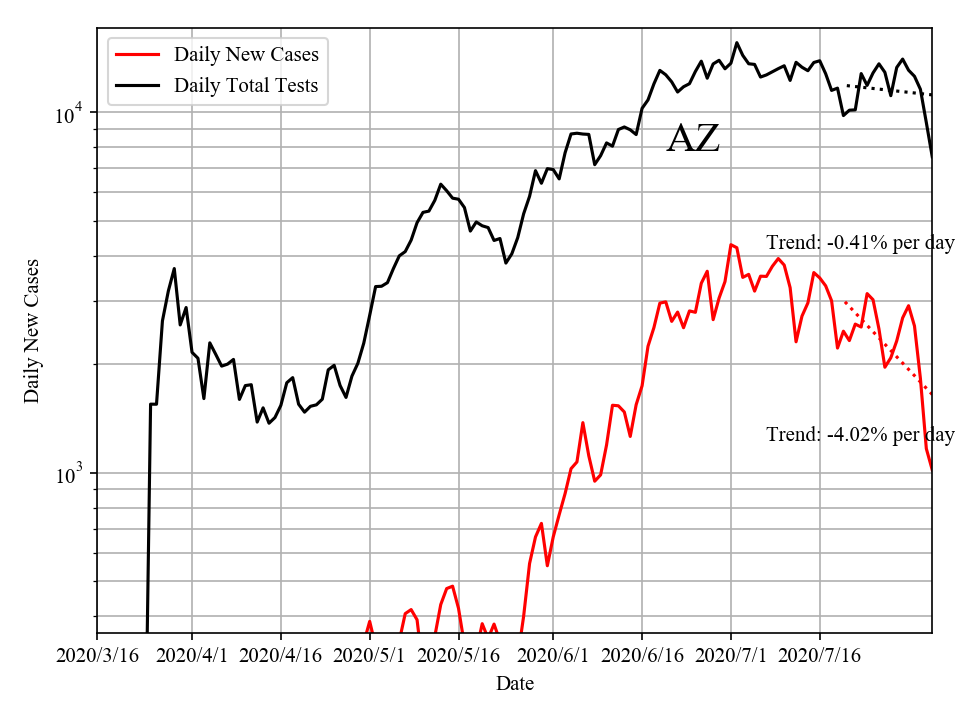 Daily New Cases
Daily Total Tests
10^4
AZ
Trend: -0.41% per day
Daily New Cases
Trend: -4.02% per day
10^3
2020/3/16 2020/4/1 2020/4/16 2020/5/1 2020/5/16 2020/6/1 2020/6/16 2020/7/1 2020/7/16
Date